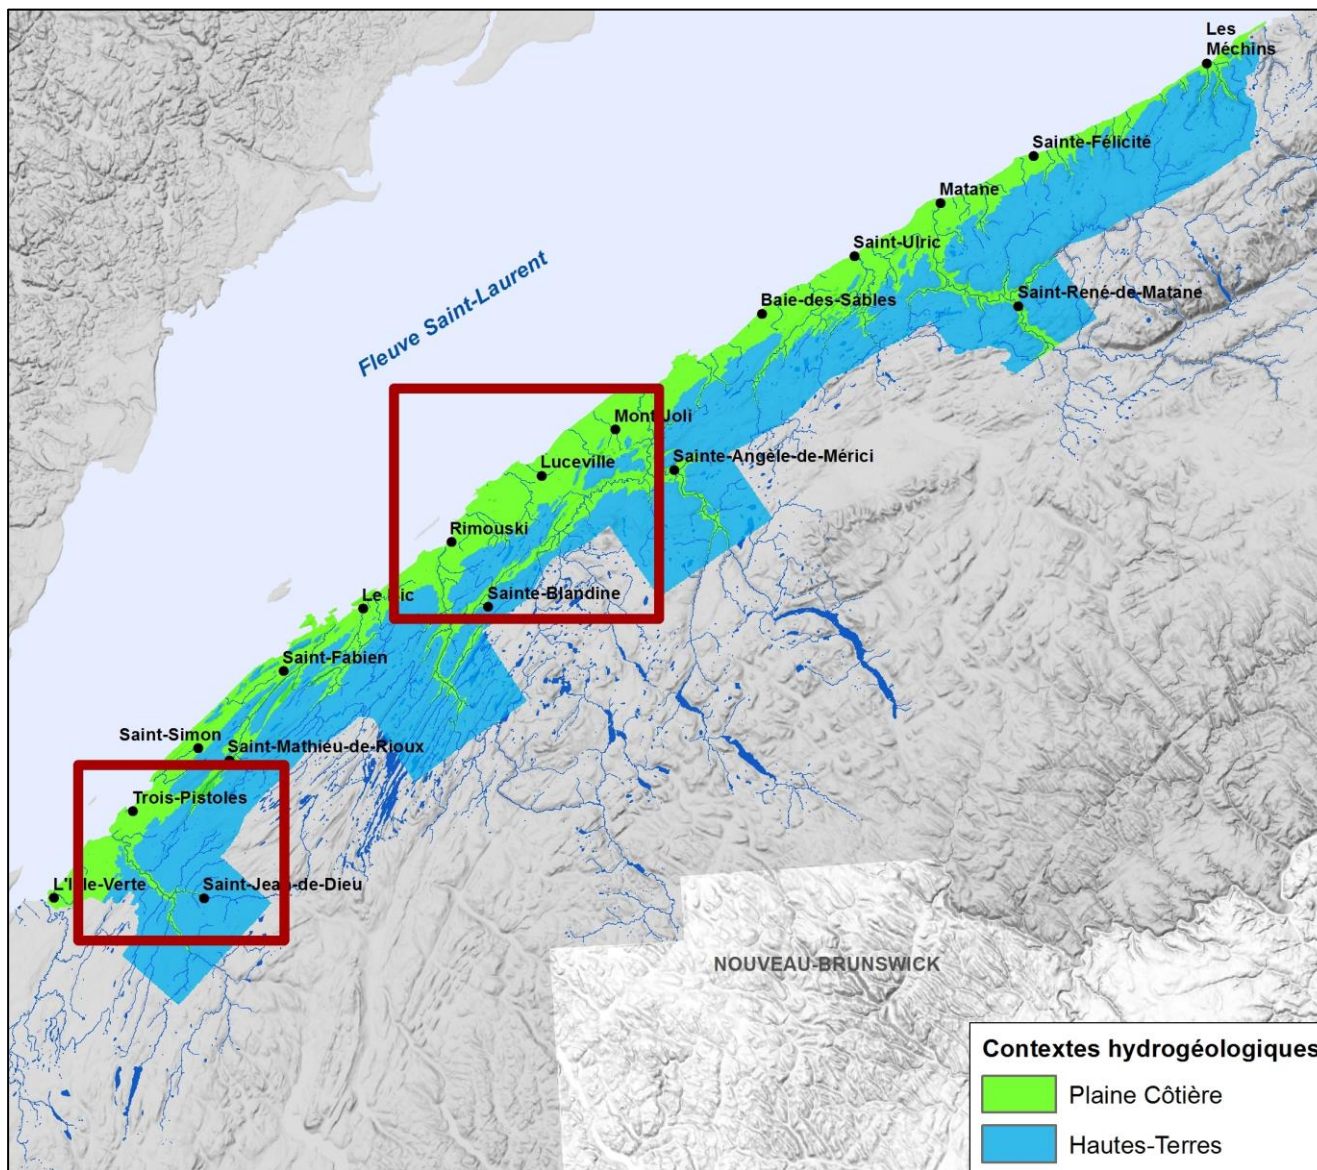 Les
Méchins
Sainte-Félicité
Matane
Saint-Ulric
Fleuve Saint-Laurent
Baie-des-Sables
Saint-René-de-Matane
Mont-Joli
Luceville
Sainte-Angèle-de-Mérici
Rimouski
Le Bic
Sainte-Blandine
Saint-Fabien
Saint-Simon
Saint-Mathieu-de-Rioux
Trois-Pistoles
L'Isle-Verte
Saint-Jean-de-Dieu
NOUVEAU-BRUNSWICK
Contextes hydrogéologiques
Plaine Côtière
Hautes-Terres